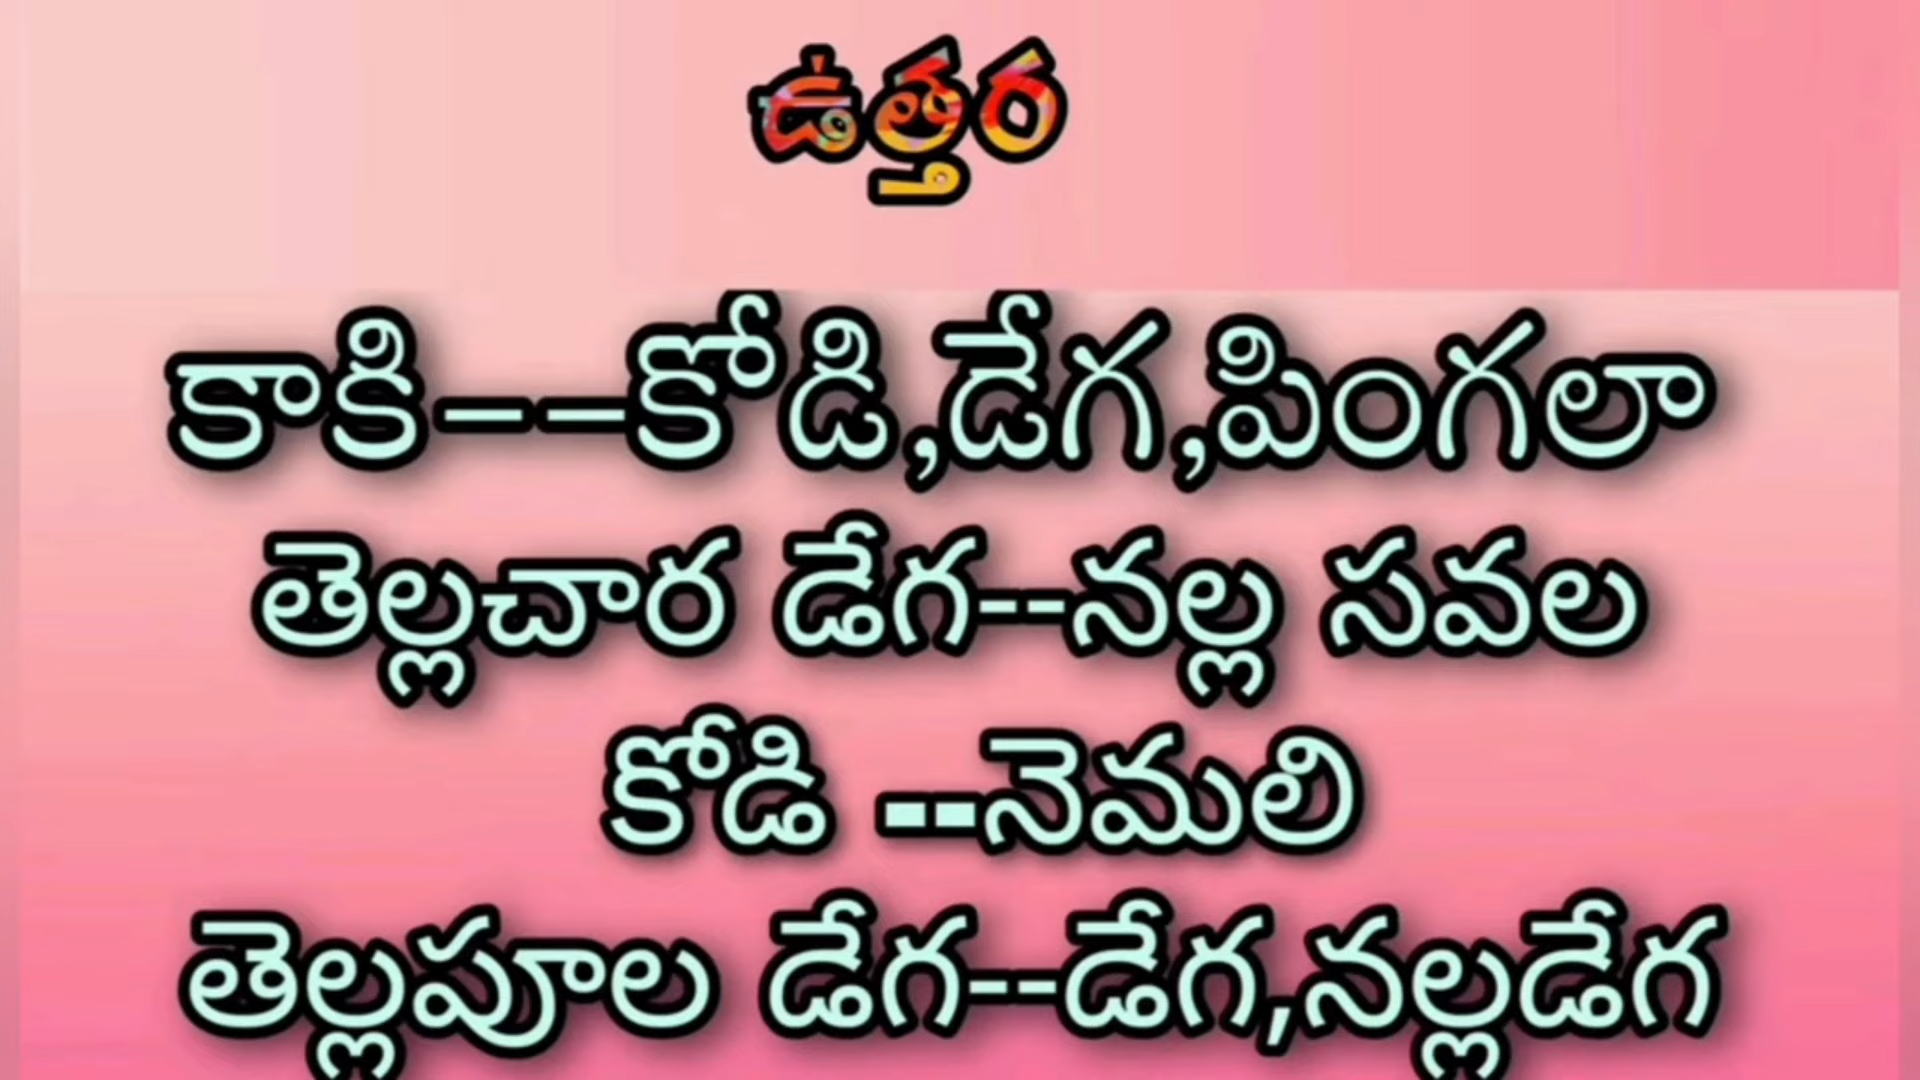 ఉత్తర
కాకి--కోడి,డేగ,పింగలా
తెల్లచార డేగ--నల్ల సవల
కోడి --నెమలి
తెల్లపూల డేగ--డేగ,నల్లడేగ